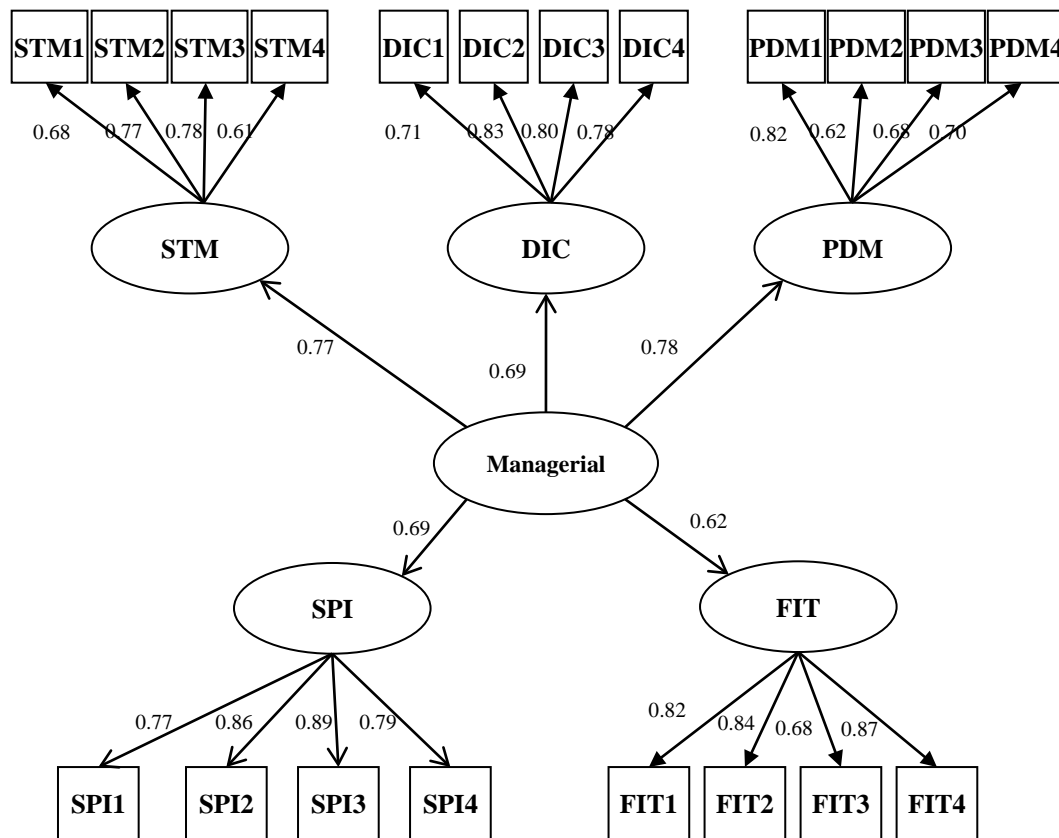 STM1 STM2 STM3 STM4 DIC1 DIC2 DIC3 DIC4 PDM1 PDM2 PDM3 PDM4
0.68 0.77 0.78 0.61 0.71 0.83 0.80 0.78 0.82 0.62 0.68 0.70
STM DIC PDM
0.77 0.69 0.78
Managerial
0.69 0.62
SPI FIT
0.77 0.86 0.89 0.79 0.82 0.84 0.68 0.87
SPI1 SPI2 SPI3 SPI4 FIT1 FIT2 FIT3 FIT4